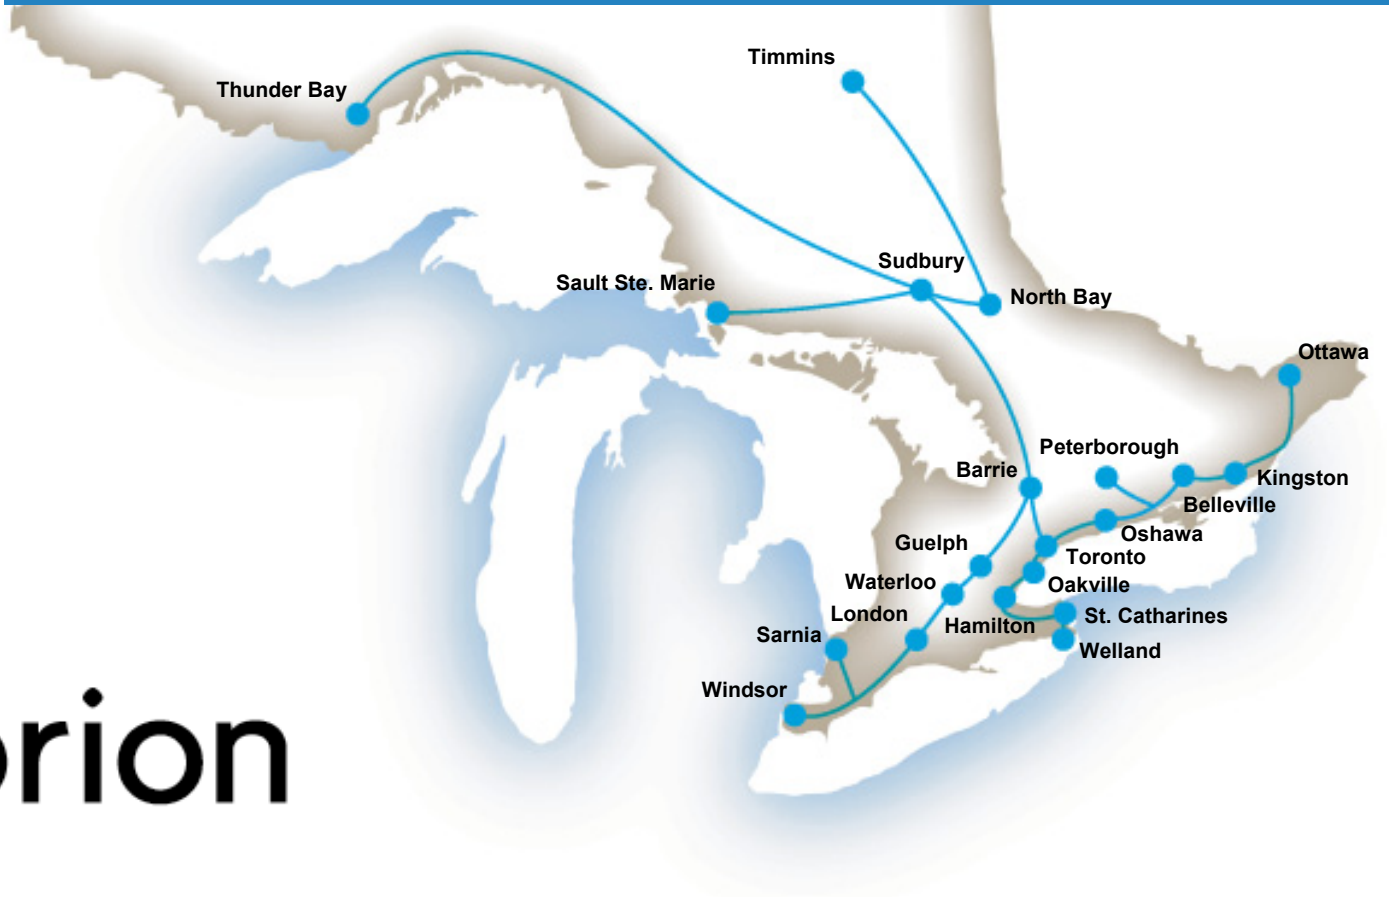 Timmins
Thunder Bay
Sudbury
Sault Ste. Marie
North Bay
Ottawa
Peterborough
Barrie
Kingston
Belleville
Oshawa
Guelph
Toronto
Waterloo
Oakville
London
St. Catharines
Hamilton
Sarnia
Welland
Windsor
orion